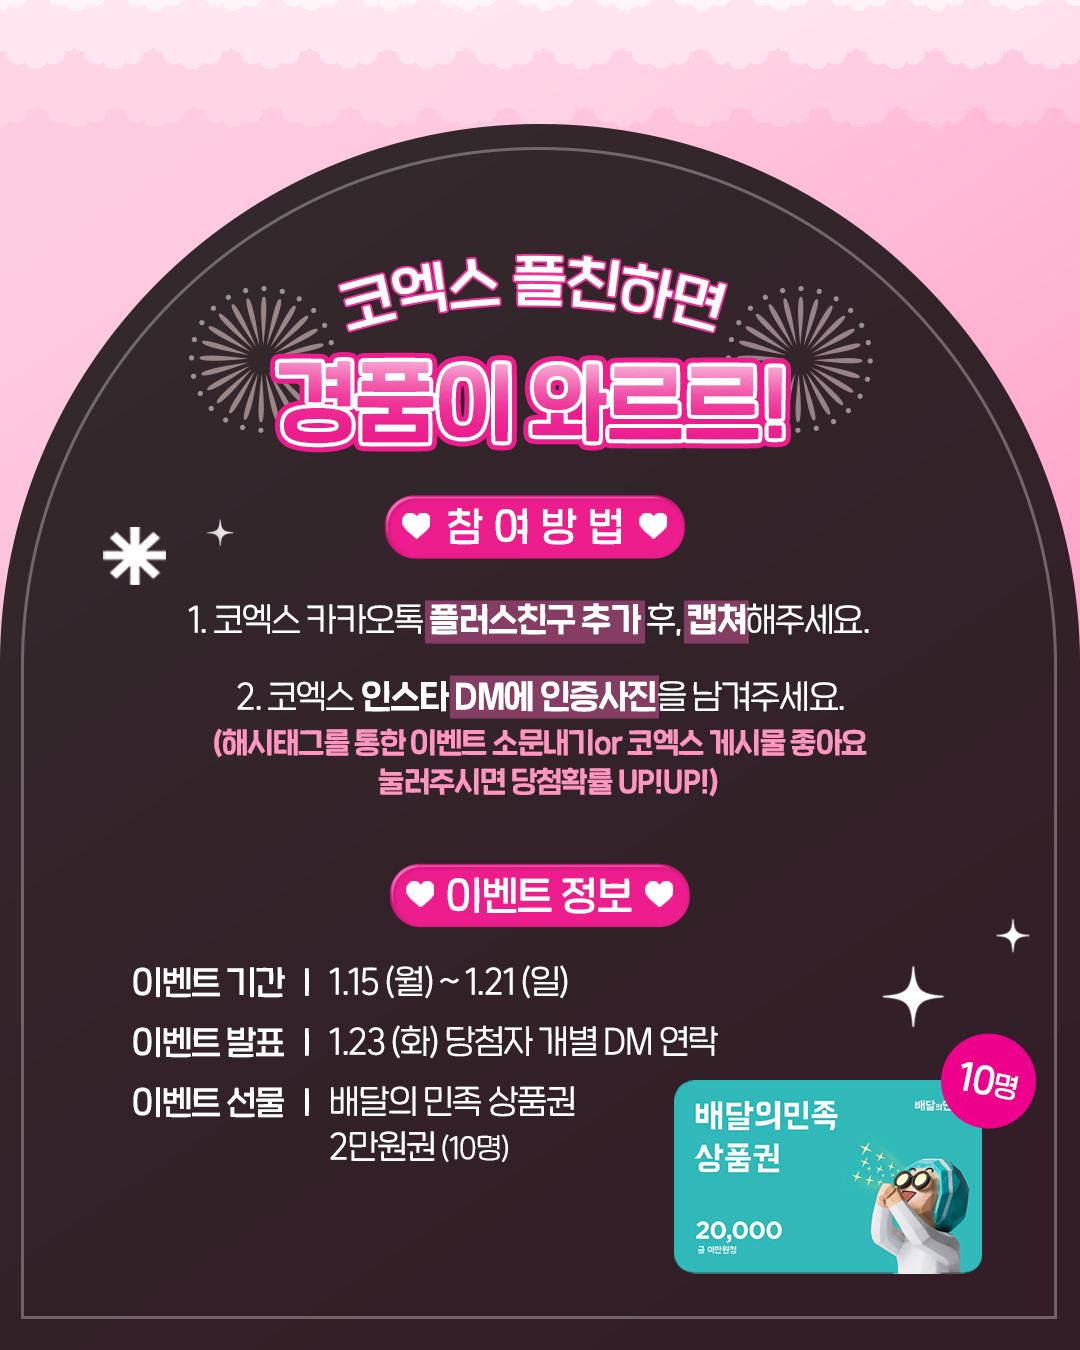 코엑스 플친하면
경품이 와르르!
참여방법
1. 코엑스 카카오톡 플러스친구 추가 후, 캡쳐해주세요.
2. 코엑스 인스타 DM에 인증사진을 남겨주세요.
(해시태그를 통한 이벤트 소문내기or 코엑스 게시물 좋아요
눌러주시면 당첨확률 UP!UP!)
이벤트 정보
이벤트 기간 | 1.15 (월) ~ 1.21 (일)
이벤트 발표 | 1.23 (화) 당첨자 개별 DM 연락
이벤트 선물 | 배달의 민족 상품권
2만원권 (10명)
10명
배달의민족
상품권
배달의
20,000
금 이만원정